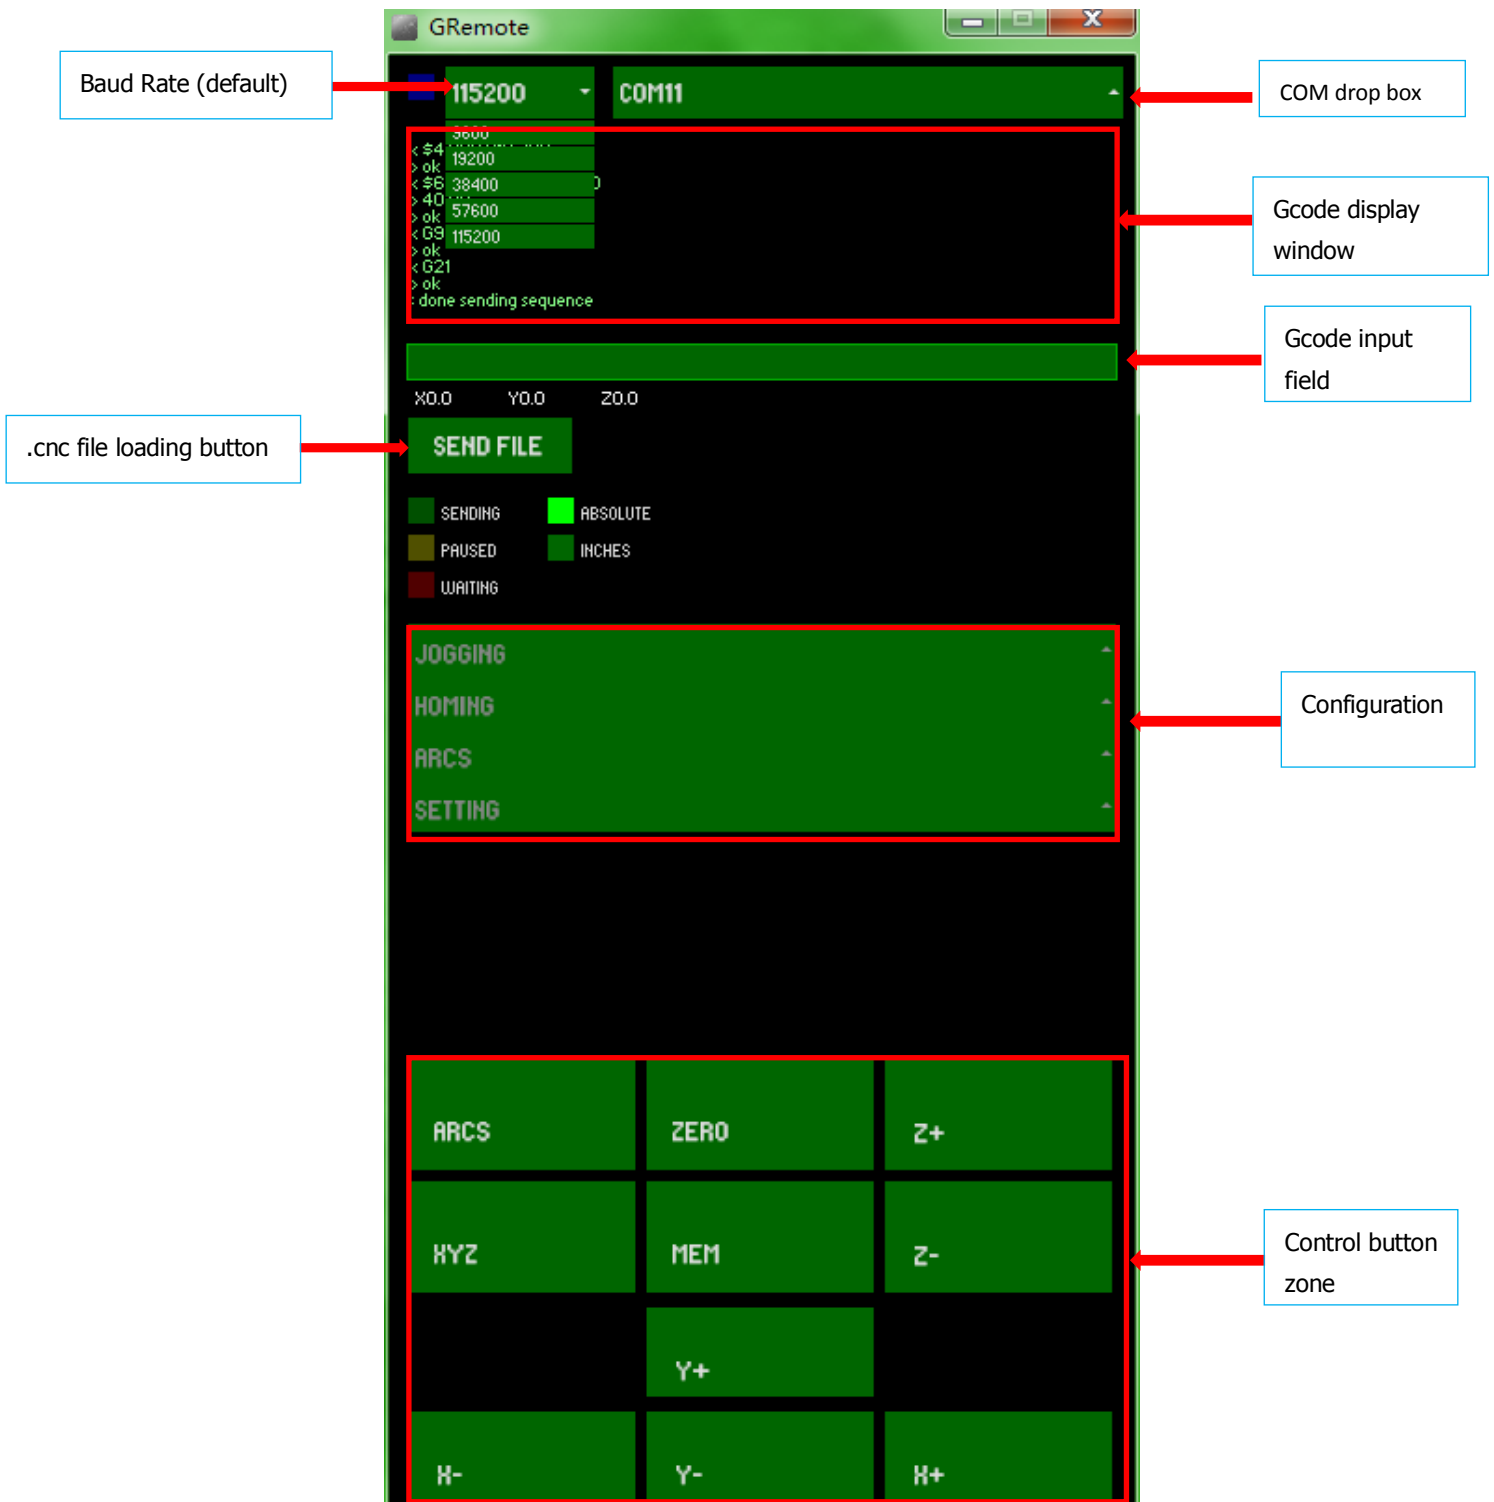 GRemote
Baud Rate (default)
115200
COM11
COM drop box
9600
19200
38400
57600
115200
< $4
> ok
< $6
> 40
> ok
< G9
> ok
< G21
> ok
: done sending sequence
Gcode display
window
Gcode input
field
X0.0 Y0.0 Z0.0
.cnc file loading button
SEND FILE
SENDING ABSOLUTE
PAUSED INCHES
WAITING
JOGGING
HOMING
ARCS
SETTING
Configuration
ARCS ZERO Z+
XYZ MEM Z-
Control button
zone
Y+
X- Y- X+